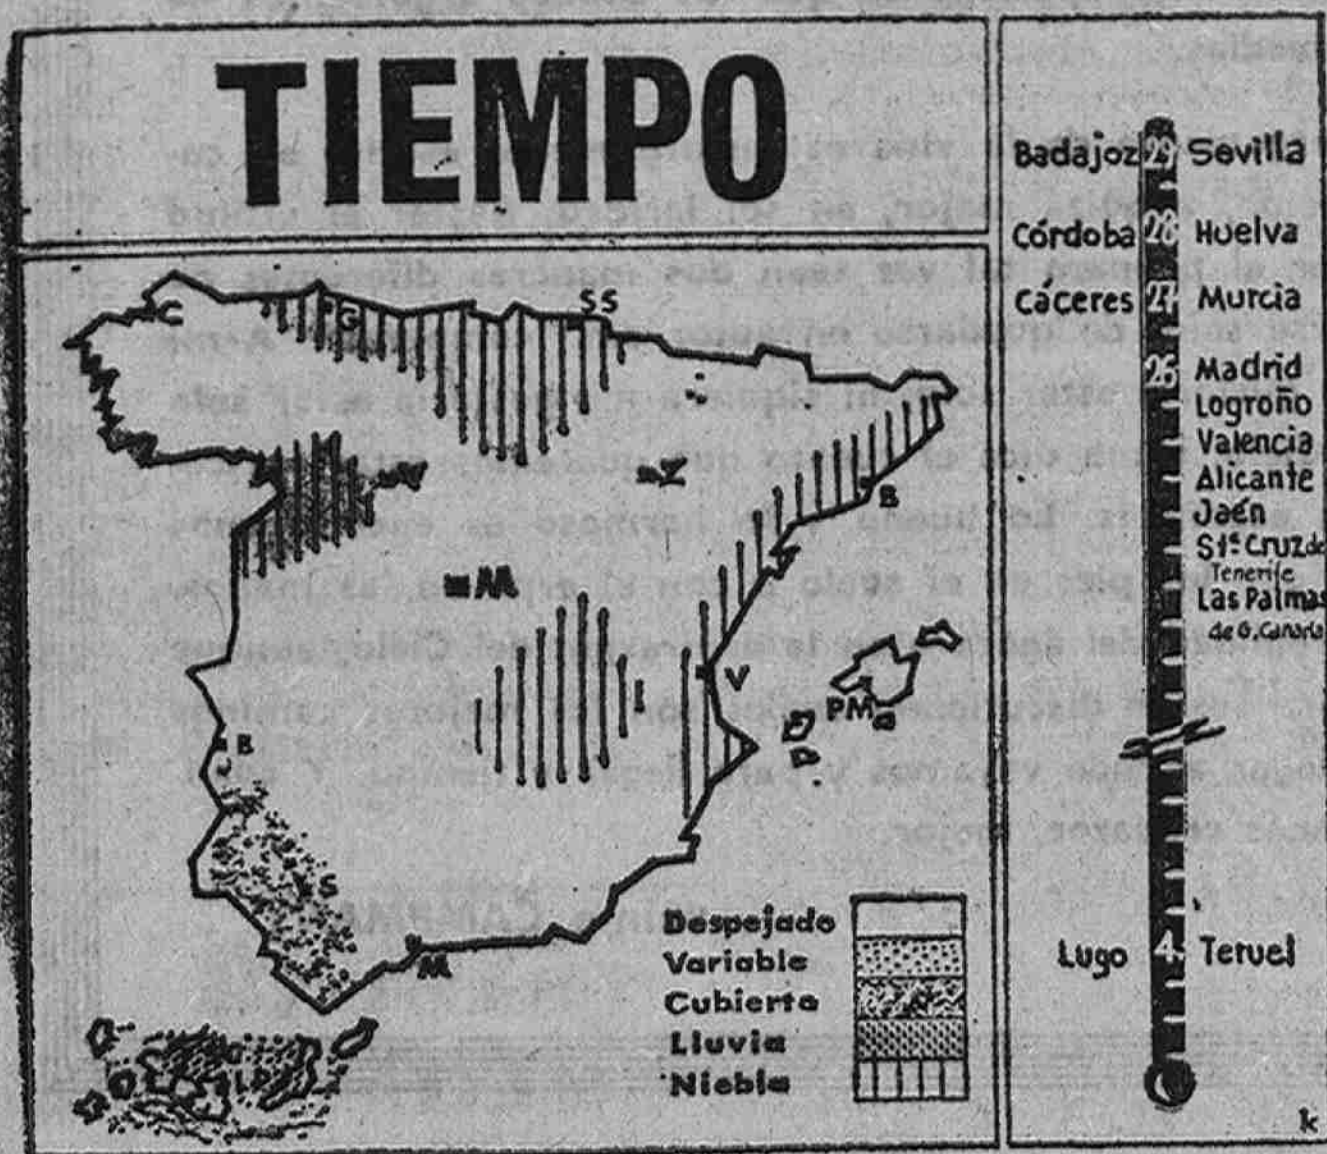 TIEMPO
C
G
SS
V
Z
B
M
V
PMa
B
S
M
Despejado
Variable
Cubierto
Lluvia
Niebla
Badajoz 29 Sevilla
Córdoba 28 Huelva
Cáceres 27 Murcia
26 Madrid
Logroño
Valencia
Alicante
Jaén
Stª Cruz de
Tenerife
Las Palmas
de G. Canaria
Lugo 4 Teruel
k